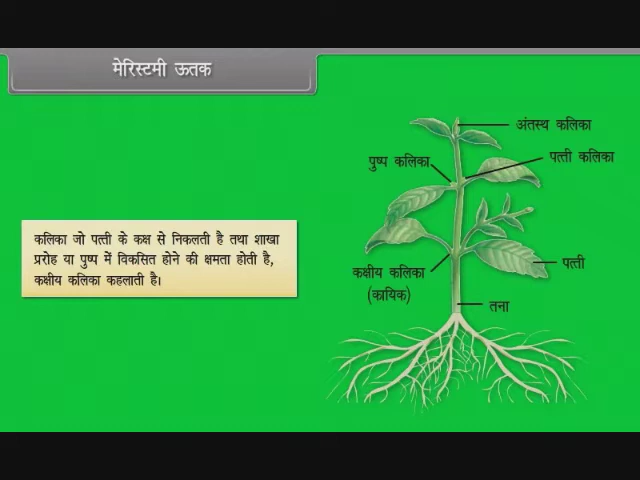 मेरिस्टमी ऊतक
अंतस्थ कलिका
पुष्प कलिका
पत्ती कलिका
कलिका जो पत्ती के कक्ष से निकलती है तथा शाखा
प्ररोह या पुष्प में विकसित होने की क्षमता होती है,
कक्षीय कलिका कहलाती है।
कक्षीय कलिका
(कायिक)
पत्ती
तना